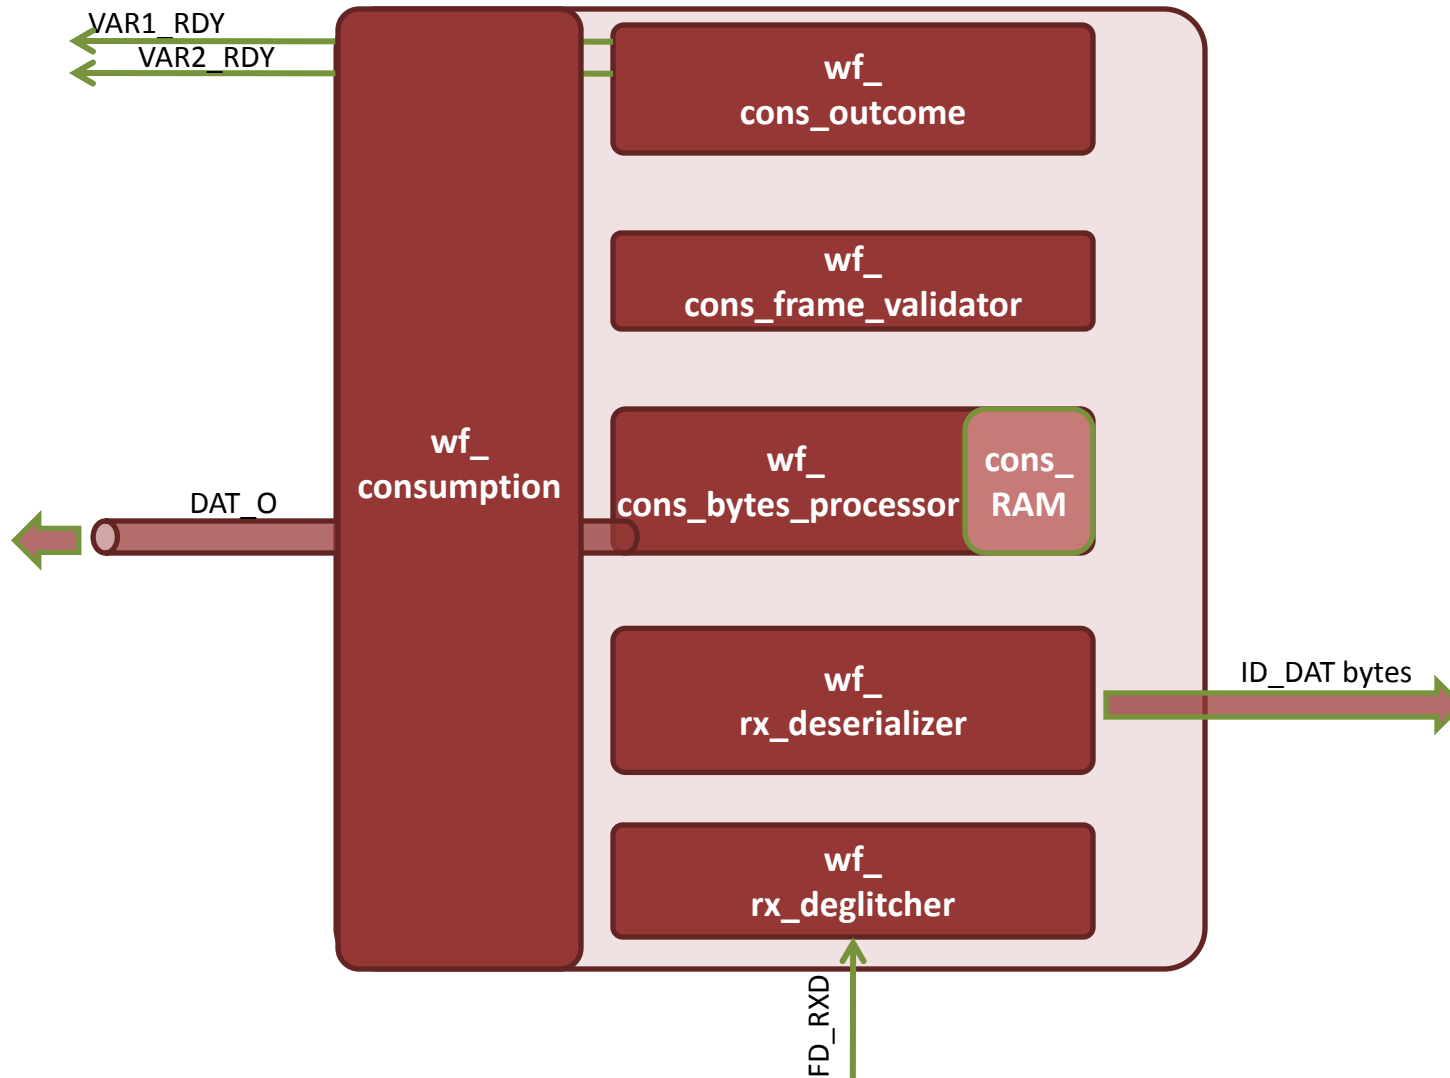 VAR1_RDY
VAR2_RDY
wf_
cons_outcome
wf_
cons_frame_validator
wf_
consumption
wf_
cons_bytes_processor
cons_
RAM
DAT_O
wf_
rx_deserializer
ID_DAT bytes
wf_
rx_deglitcher
FD_RXD